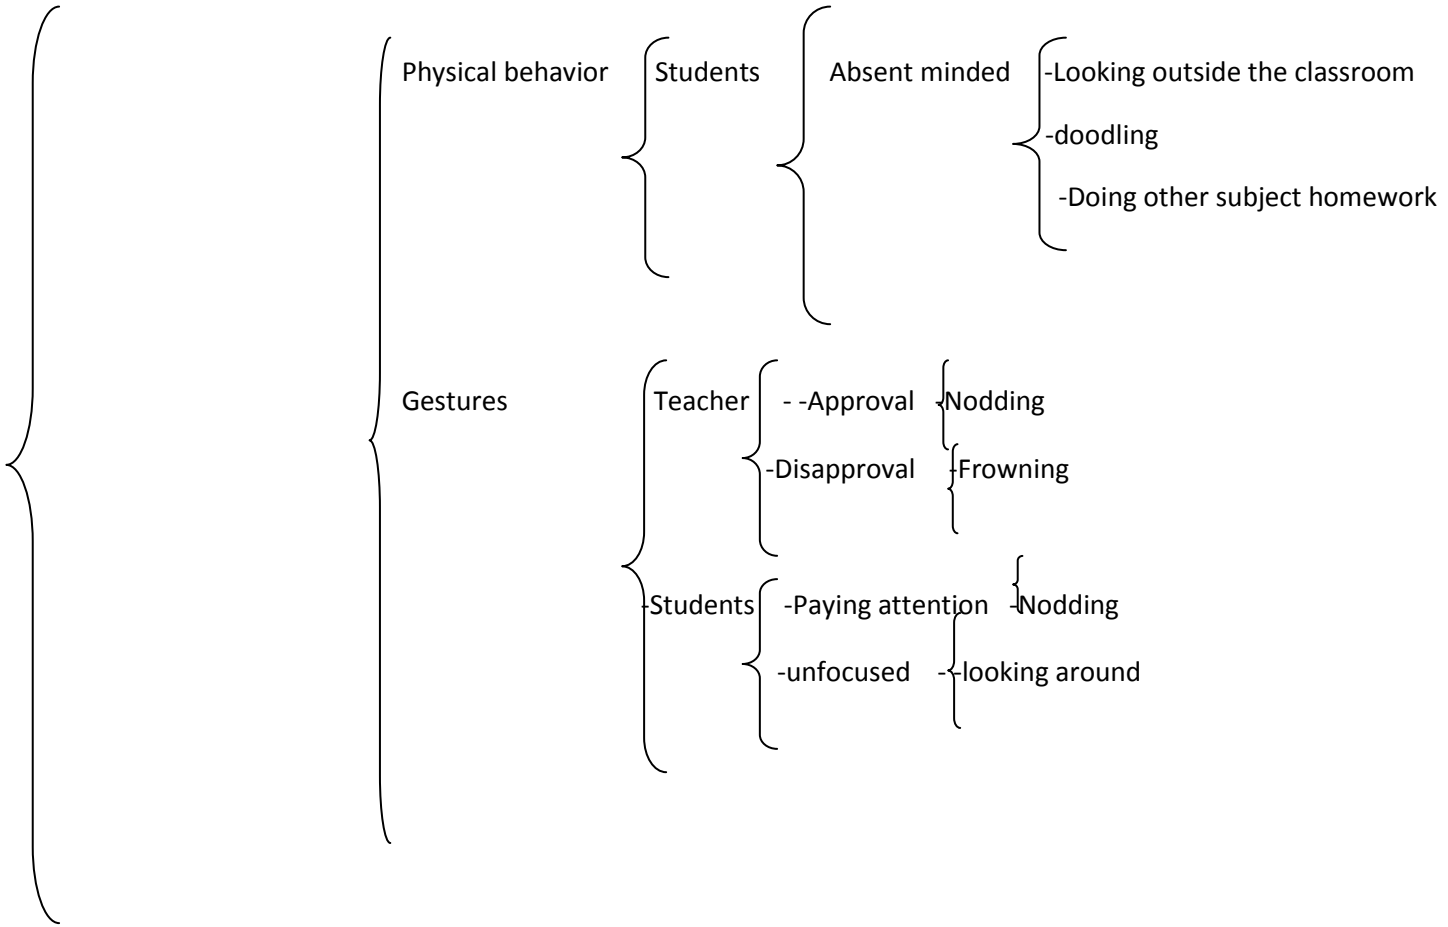 Physical behavior Students Absent minded -Looking outside the classroom
-doodling
-Doing other subject homework
Gestures Teacher - -Approval -Nodding
-Disapproval -Frowning
-Students -Paying attention -Nodding
-unfocused - -looking around